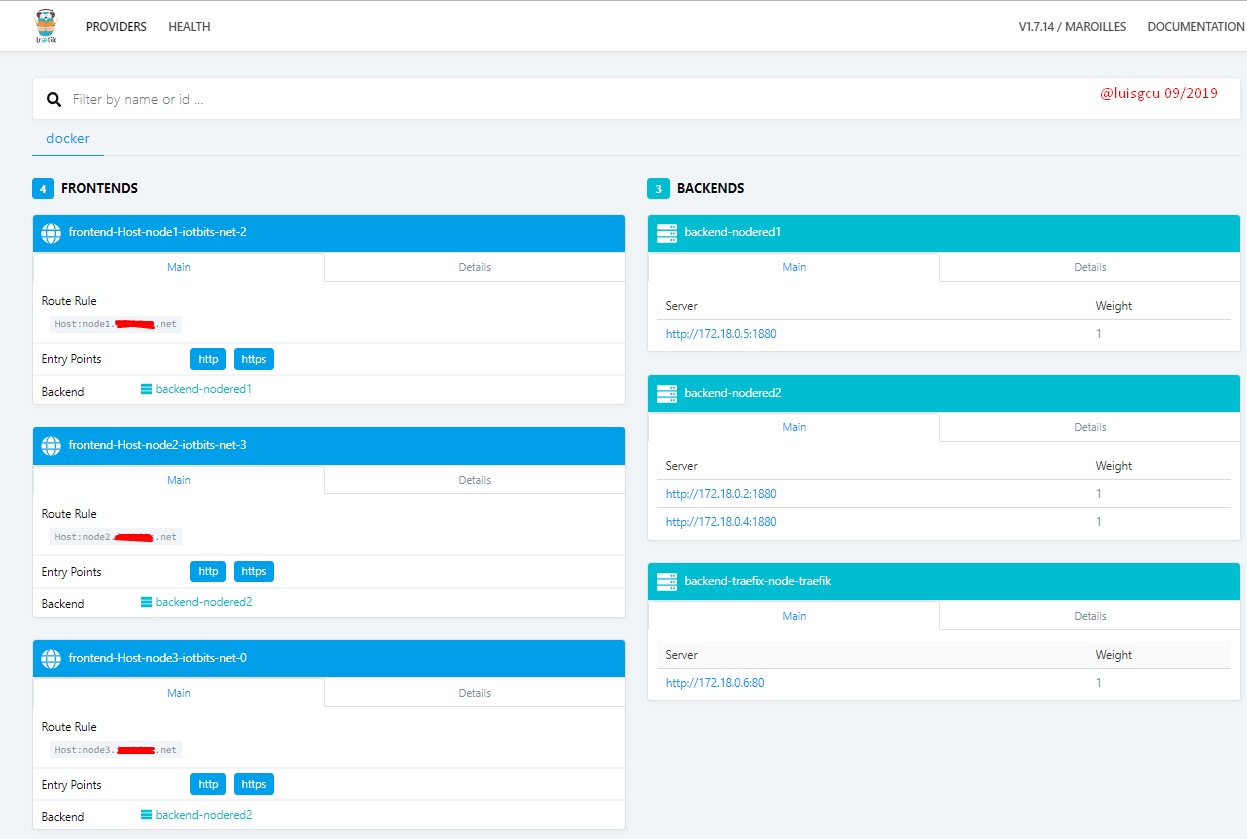 træfik
PROVIDERS HEALTH V1.7.14 / MAROILLES DOCUMENTATION
Filter by name or id ...
@luisgcu 09/2019
docker
4 FRONTENDS
frontend-Host-node1-iotbits-net-2
Main Details
Route Rule
Host:node1. .net
Entry Points http https
Backend backend-nodered1
frontend-Host-node2-iotbits-net-3
Main Details
Route Rule
Host:node2. .net
Entry Points http https
Backend backend-nodered2
frontend-Host-node3-iotbits-net-0
Main Details
Route Rule
Host:node3. .net
Entry Points http https
Backend backend-nodered2
3 BACKENDS
backend-nodered1
Main Details
Server Weight
http://172.18.0.5:1880 1
backend-nodered2
Main Details
Server Weight
http://172.18.0.2:1880 1
http://172.18.0.4:1880 1
backend-traefix-node-traefik
Main Details
Server Weight
http://172.18.0.6:80 1